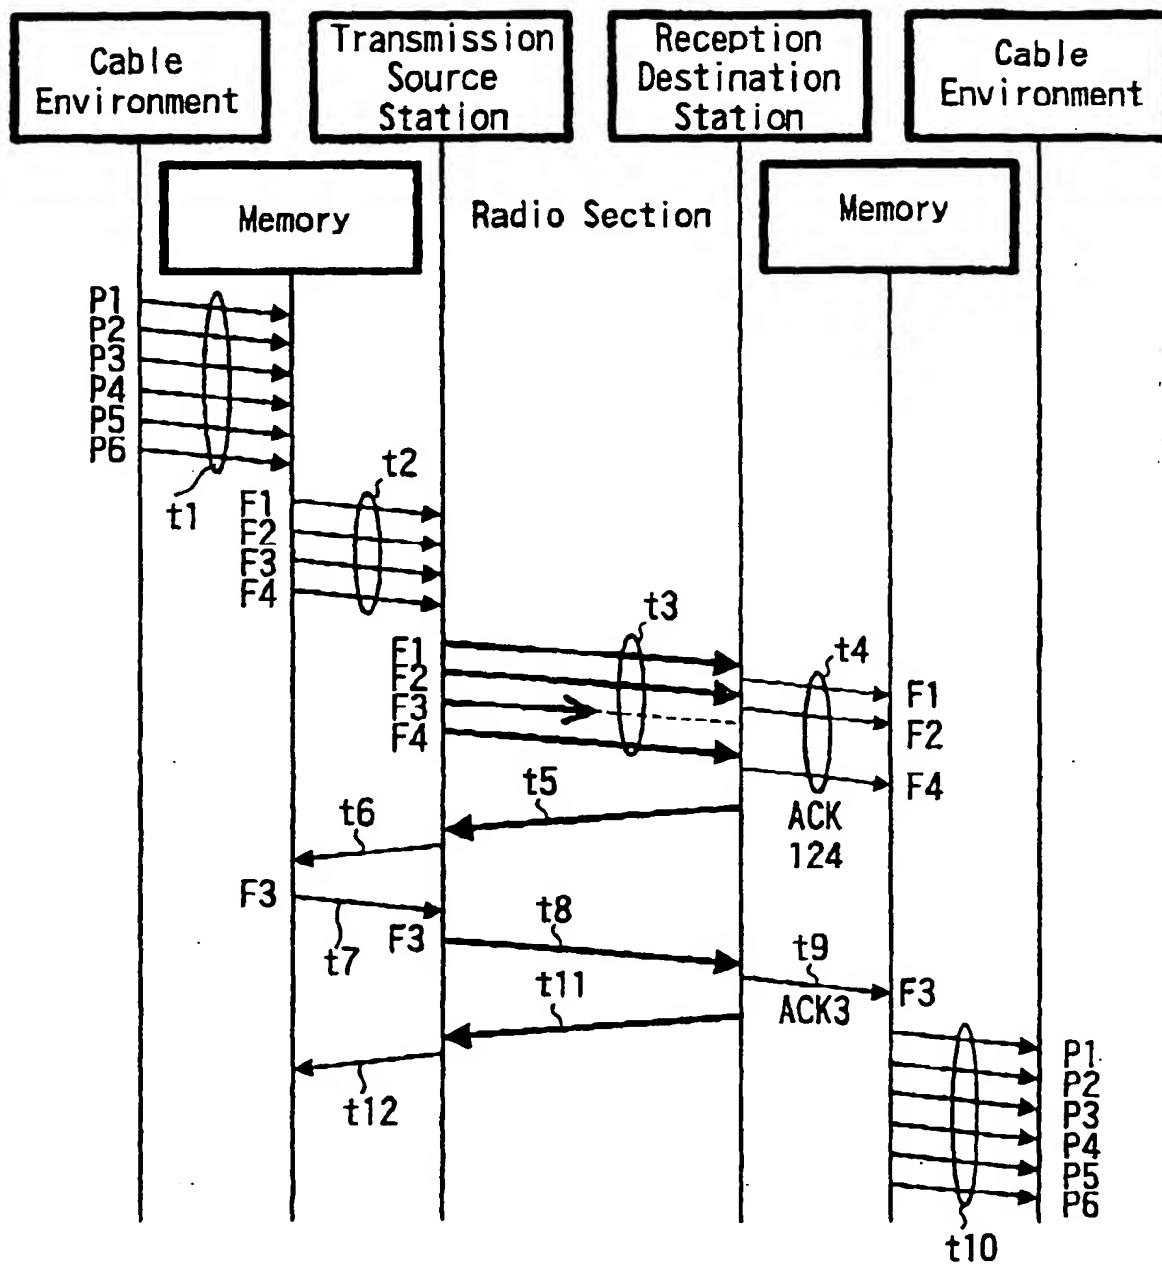 Cable
Environment
Transmission
Source
Station
Reception
Destination
Station
Cable
Environment
Memory
Radio Section
Memory
P1
P2
P3
P4
P5
P6
t1
t2
F1
F2
F3
F4
t3
F1
F2
F3
F4
t4
F1
F2
F4
ACK
124
t5
t6
F3
t7
F3
t8
t9
F3
ACK3
t11
t12
P1
P2
P3
P4
P5
P6
t10